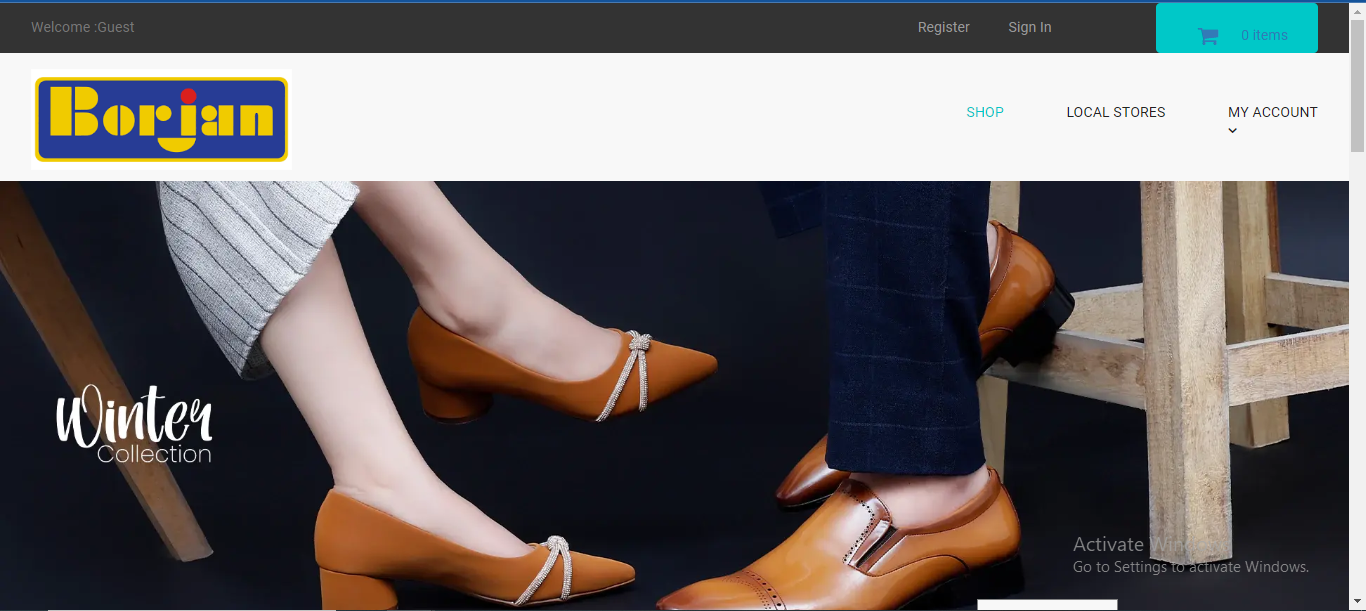 Welcome :Guest
Register
Sign In
0 items
Borjan
SHOP
LOCAL STORES
MY ACCOUNT
Winter
Collection
Activate Windows
Go to Settings to activate Windows.